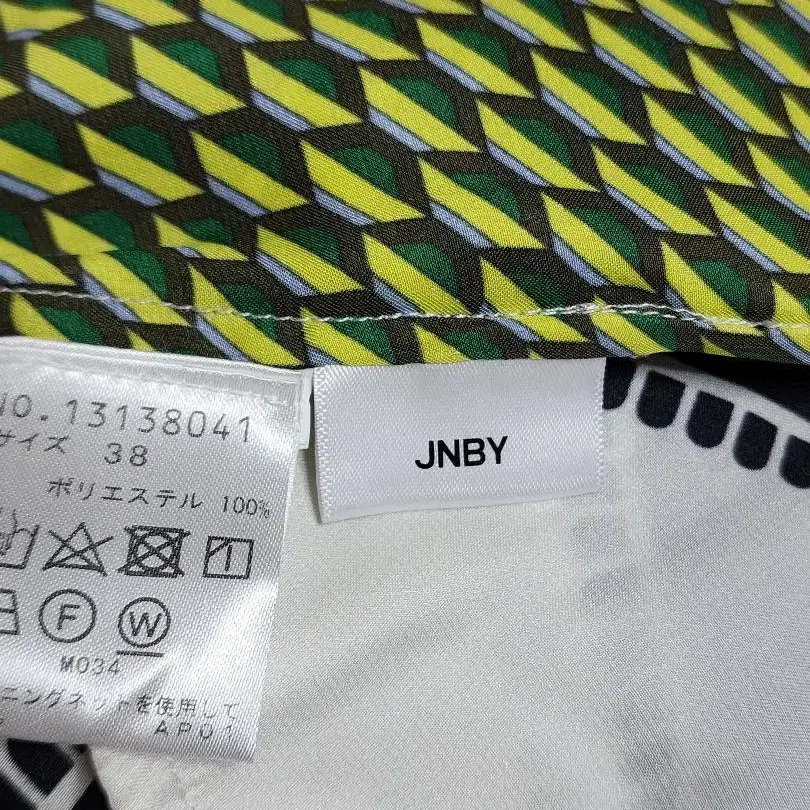 NO.13138041
サイズ 38
ポリエステル 100%
F W
M034
ニングネットを使用して
AP01
JNBY